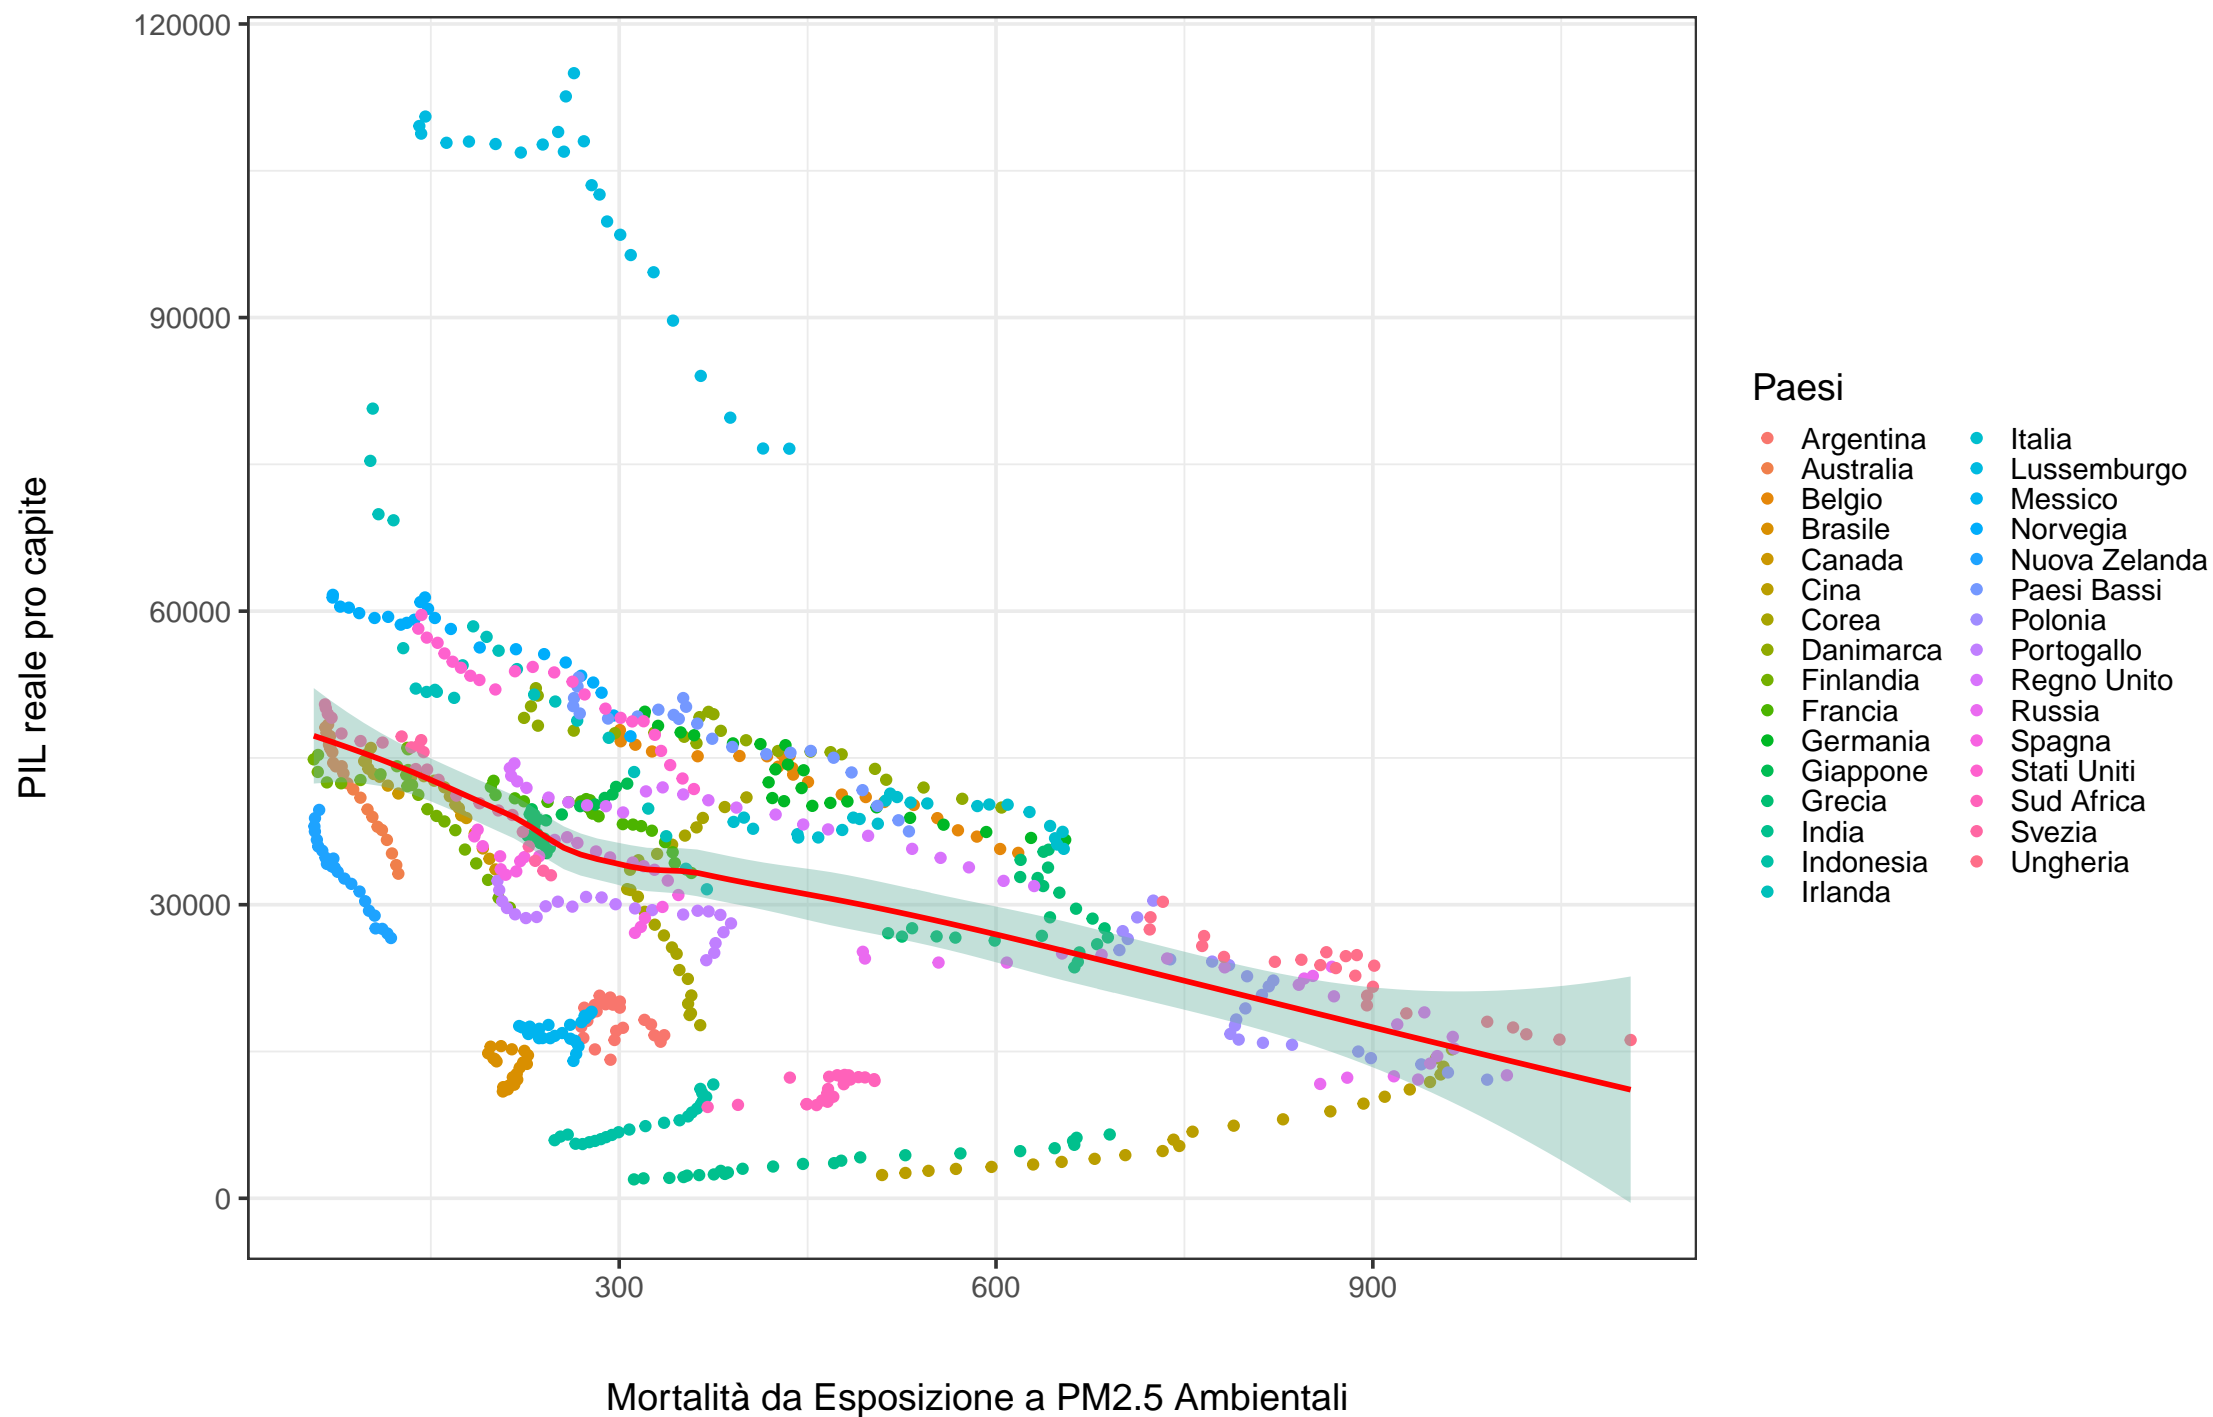 120000
90000
60000
30000
0
PIL reale pro capite
300
600
900
Mortalità da Esposizione a PM2.5 Ambientali
Paesi
Argentina
Australia
Belgio
Brasile
Canada
Cina
Corea
Danimarca
Finlandia
Francia
Germania
Giappone
Grecia
India
Indonesia
Irlanda
Italia
Lussemburgo
Messico
Norvegia
Nuova Zelanda
Paesi Bassi
Polonia
Portogallo
Regno Unito
Russia
Spagna
Stati Uniti
Sud Africa
Svezia
Ungheria